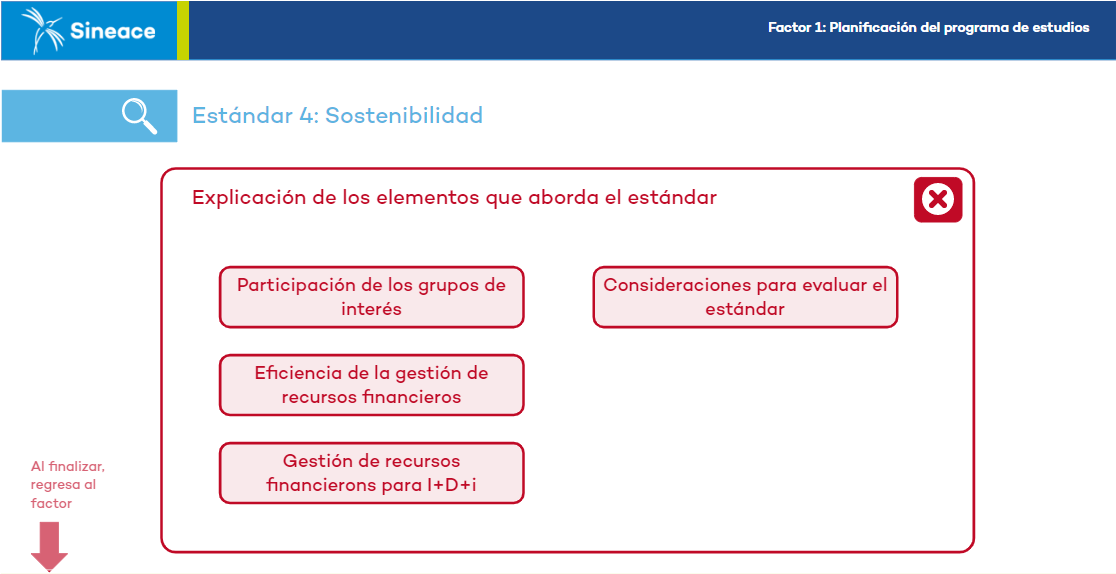 Sineace
Factor 1: Planificación del programa de estudios
Estándar 4: Sostenibilidad
Explicación de los elementos que aborda el estándar
Participación de los grupos de
interés
Consideraciones para evaluar el
estándar
Eficiencia de la gestión de
recursos financieros
Gestión de recursos
financierons para I+D+i
Al finalizar,
regresa al
factor